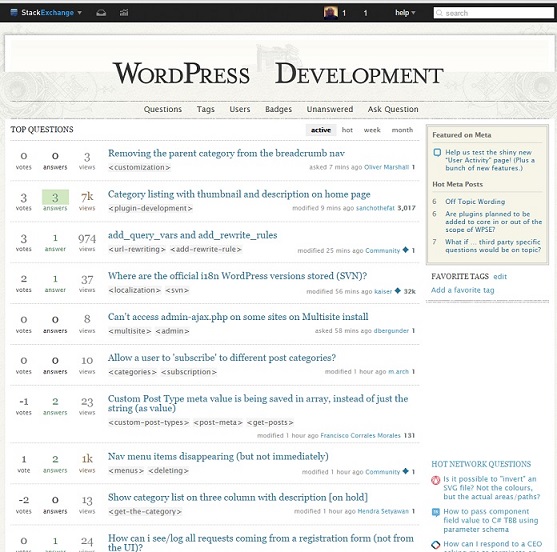 StackExchange
1 1
help
search
WordPress Development
Questions Tags Users Badges Unanswered Ask Question
TOP QUESTIONS
active hot week month
0 votes 0 answers 3 views
Removing the parent category from the breadcrumb nav
<customization>
asked 7 mins ago Oliver Marshall 1
3 votes 3 answers 7k views
Category listing with thumbnail and description on home page
<plugin-development>
modified 9 mins ago sanchothefat 3,017
3 votes 1 answer 974 views
add_query_vars and add_rewrite_rules
<url-rewriting> <add-rewrite-rule>
modified 25 mins ago Community ♦ 1
2 votes 1 answer 37 views
Where are the official i18n WordPress versions stored (SVN)?
<localization> <svn>
modified 56 mins ago kaiser ♦ 32k
0 votes 0 answers 8 views
Can't access admin-ajax.php on some sites on Multisite install
<multisite> <admin>
asked 58 mins ago dbergunder 1
0 votes 0 answers 10 views
Allow a user to 'subscribe' to different post categories?
<categories> <subscription>
modified 1 hour ago m.arch 1
-1 votes 2 answers 23 views
Custom Post Type meta value is being saved in array, instead of just the
string (as value)
<custom-post-types> <post-meta> <get-posts>
modified 1 hour ago Francisco Corrales Morales 131
1 vote 2 answers 1k views
Nav menu items disappearing (but not immediately)
<menus> <deleting>
modified 1 hour ago Community ♦ 1
-2 votes 0 answers 13 views
Show category list on three column with description [on hold]
<get-the-category>
modified 1 hour ago Hendra Setyawan 1
0 1 24
How can i see/log all requests coming from a registration form (not from
the UI)?
Featured on Meta
Help us test the shiny new
"User Activity" page! (Plus a
bunch of new features.)
Hot Meta Posts
6 Off Topic Wording
6 Are plugins planned to be
added to core in or out of the
scope of WPSE?
7 What if ... third party specific
questions would be on topic?
FAVORITE TAGS edit
Add a favorite tag
HOT NETWORK QUESTIONS
Is it possible to "invert" an
SVG file? Not the colours,
but the actual areas/paths?
How to pass component
field value to C# TBB using
parameter schema
How can I respond to a CEO